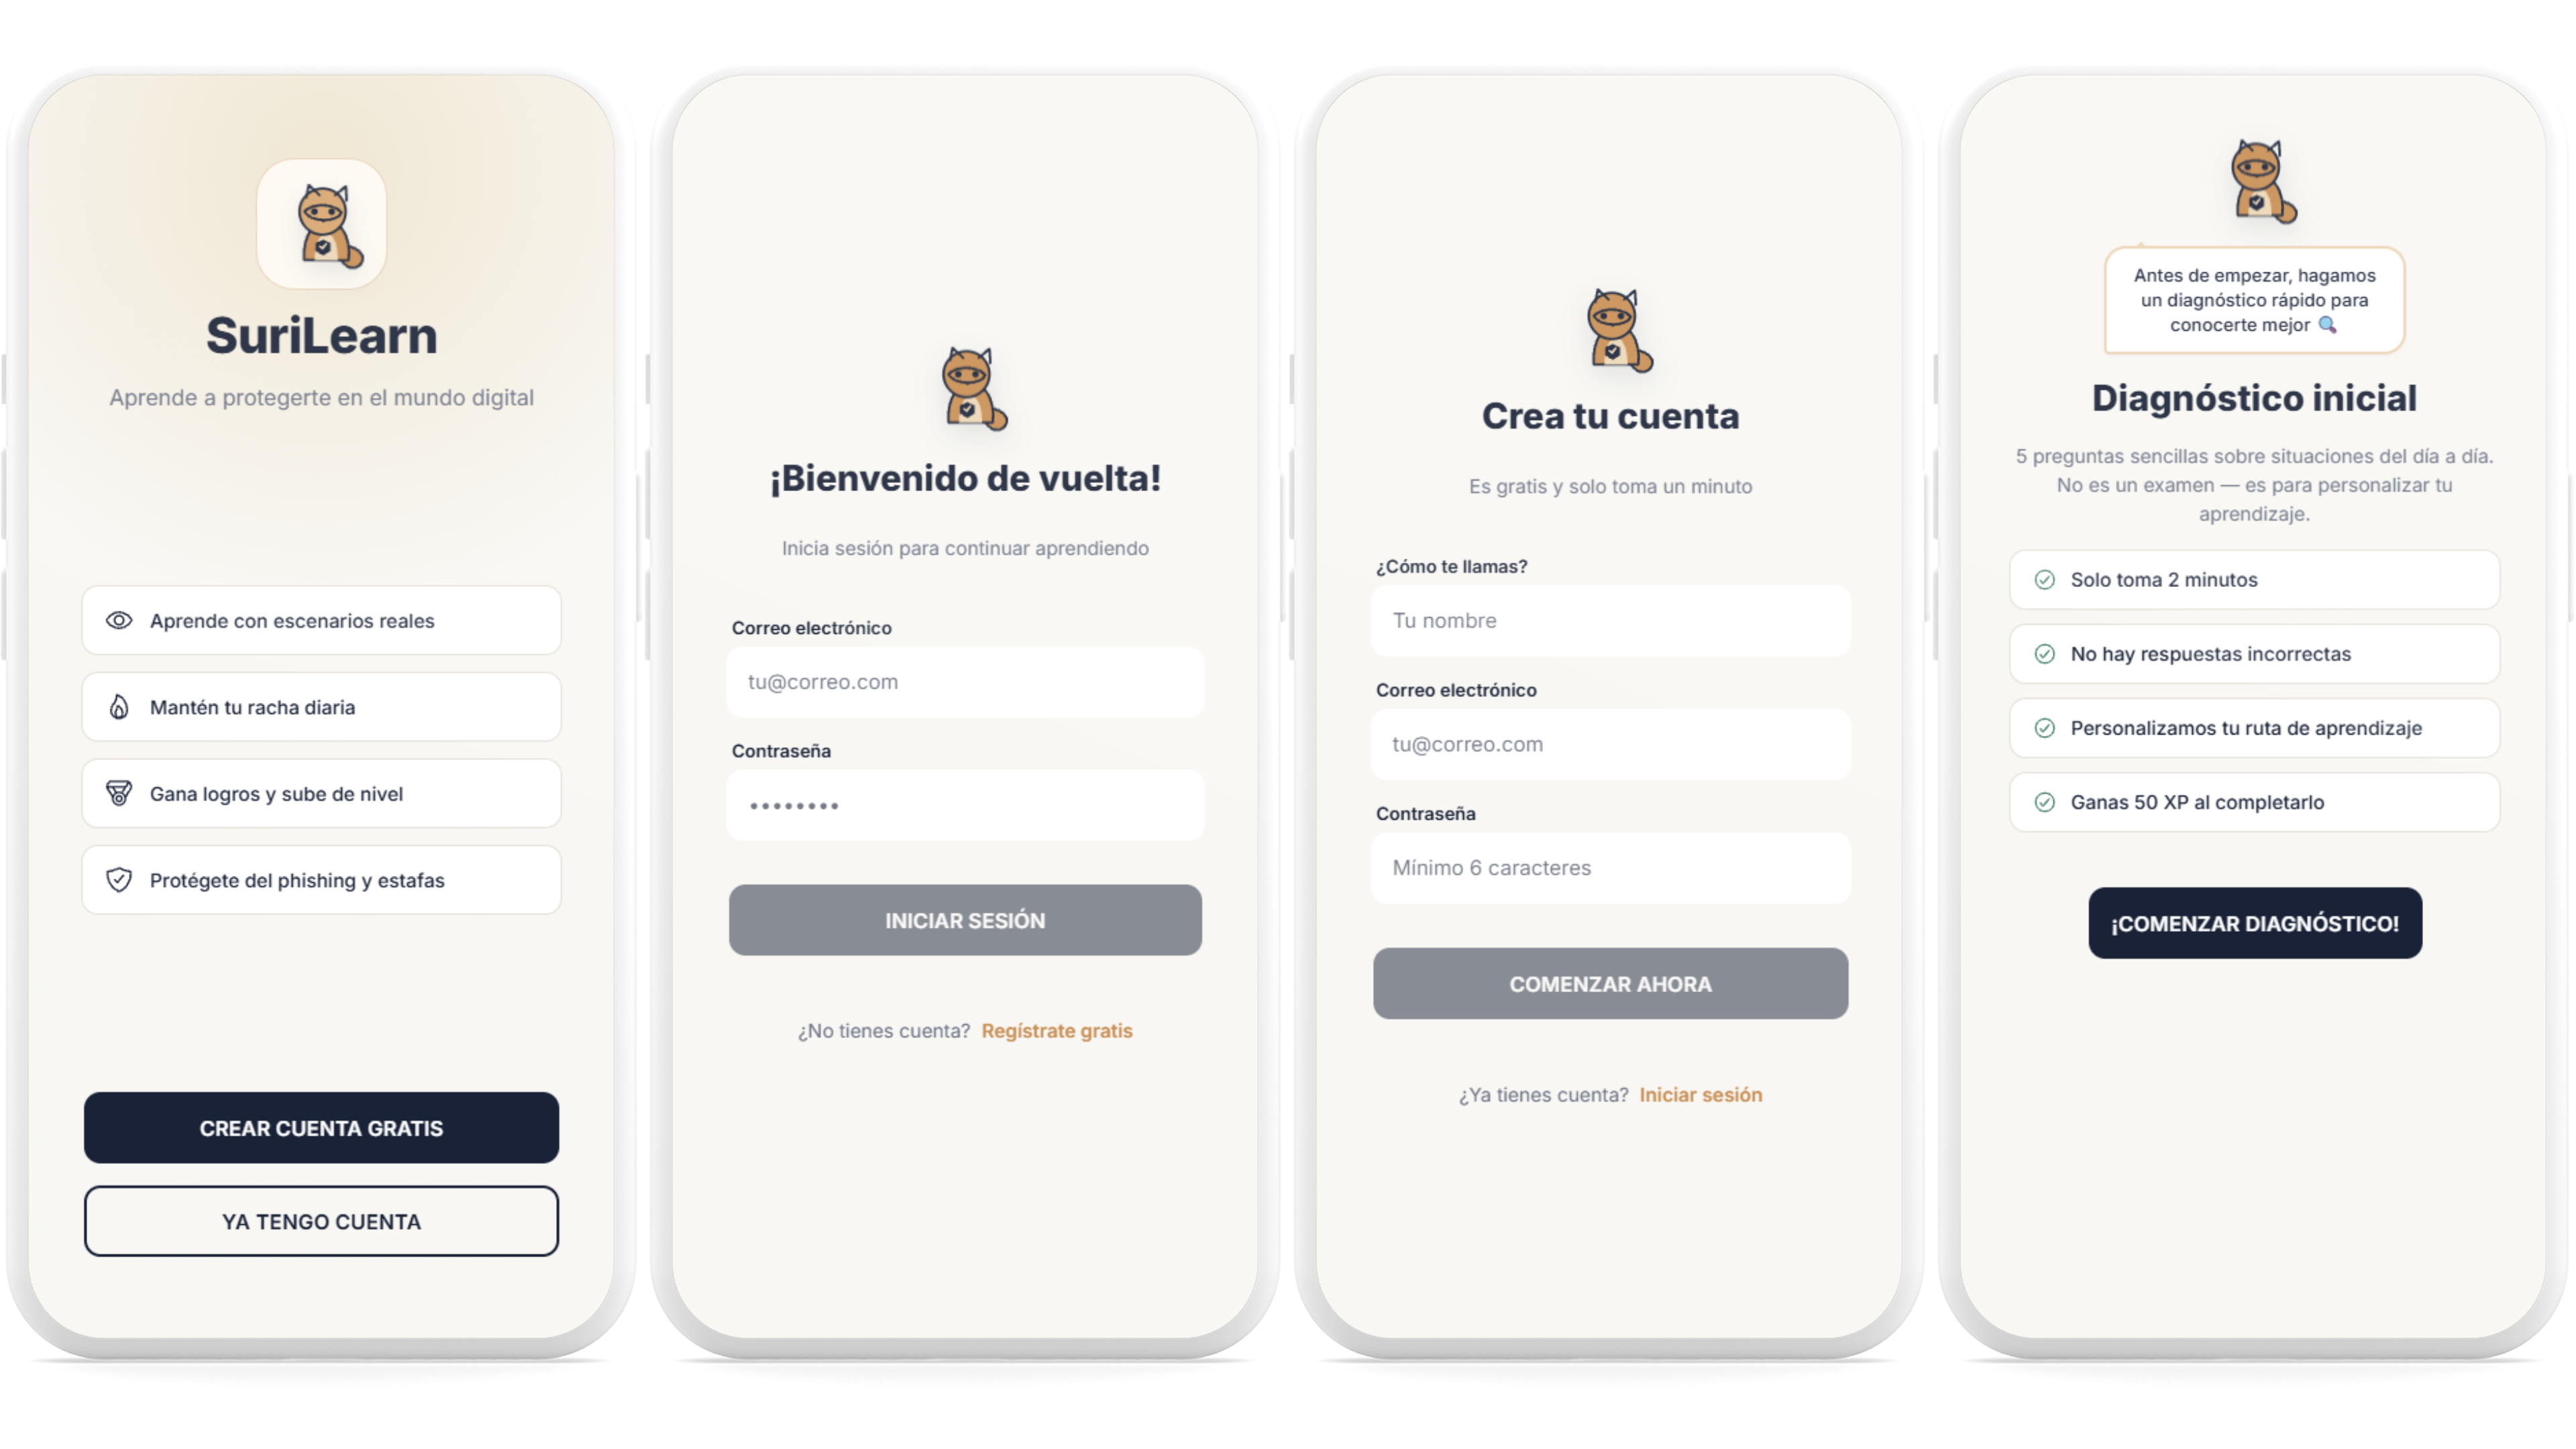 SuriLearn
Aprende a protegerte en el mundo digital
Aprende con escenarios reales
Mantén tu racha diaria
Gana logros y sube de nivel
Protégete del phishing y estafas
CREAR CUENTA GRATIS
YA TENGO CUENTA
¡Bienvenido de vuelta!
Inicia sesión para continuar aprendiendo
Correo electrónico
tu@correo.com
Contraseña
••••••••
INICIAR SESIÓN
¿No tienes cuenta? Regístrate gratis
Crea tu cuenta
Es gratis y solo toma un minuto
¿Cómo te llamas?
Tu nombre
Correo electrónico
tu@correo.com
Contraseña
Mínimo 6 caracteres
COMENZAR AHORA
¿Ya tienes cuenta? Iniciar sesión
Antes de empezar, hagamos
un diagnóstico rápido para
conocerte mejor 🔍
Diagnóstico inicial
5 preguntas sencillas sobre situaciones del día a día.
No es un examen — es para personalizar tu
aprendizaje.
Solo toma 2 minutos
No hay respuestas incorrectas
Personalizamos tu ruta de aprendizaje
Ganas 50 XP al completarlo
¡COMENZAR DIAGNÓSTICO!